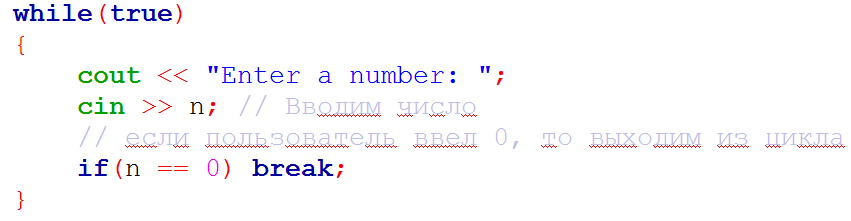 while(true)
{
cout << "Enter a number: ";
cin >> n; // Вводим число
// если пользователь ввел 0, то выходим из цикла
if(n == 0) break;
}